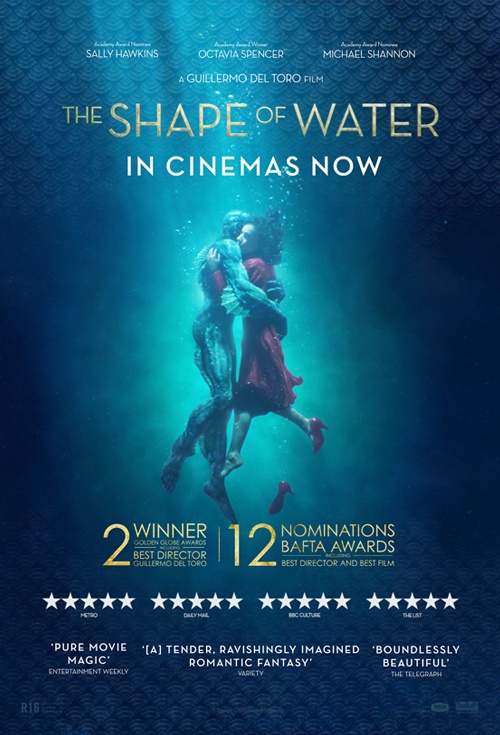 Academy Award Nominee Academy Award Winner Academy Award Nominee
SALLY HAWKINS OCTAVIA SPENCER MICHAEL SHANNON
A GUILLERMO DEL TORO FILM
THE SHAPE OF WATER
IN CINEMAS NOW
2 WINNER
GOLDEN GLOBE AWARDS
INCLUDING
BEST DIRECTOR
GUILLERMO DEL TORO
12 NOMINATIONS
BAFTA AWARDS
INCLUDING
BEST DIRECTOR AND BEST FILM
METRO DAILY MAIL BBC CULTURE THE LIST
'PURE MOVIE
MAGIC'
ENTERTAINMENT WEEKLY
'[A] TENDER, RAVISHINGLY IMAGINED
ROMANTIC FANTASY'
VARIETY
'BOUNDLESSLY
BEAUTIFUL'
THE TELEGRAPH
R16